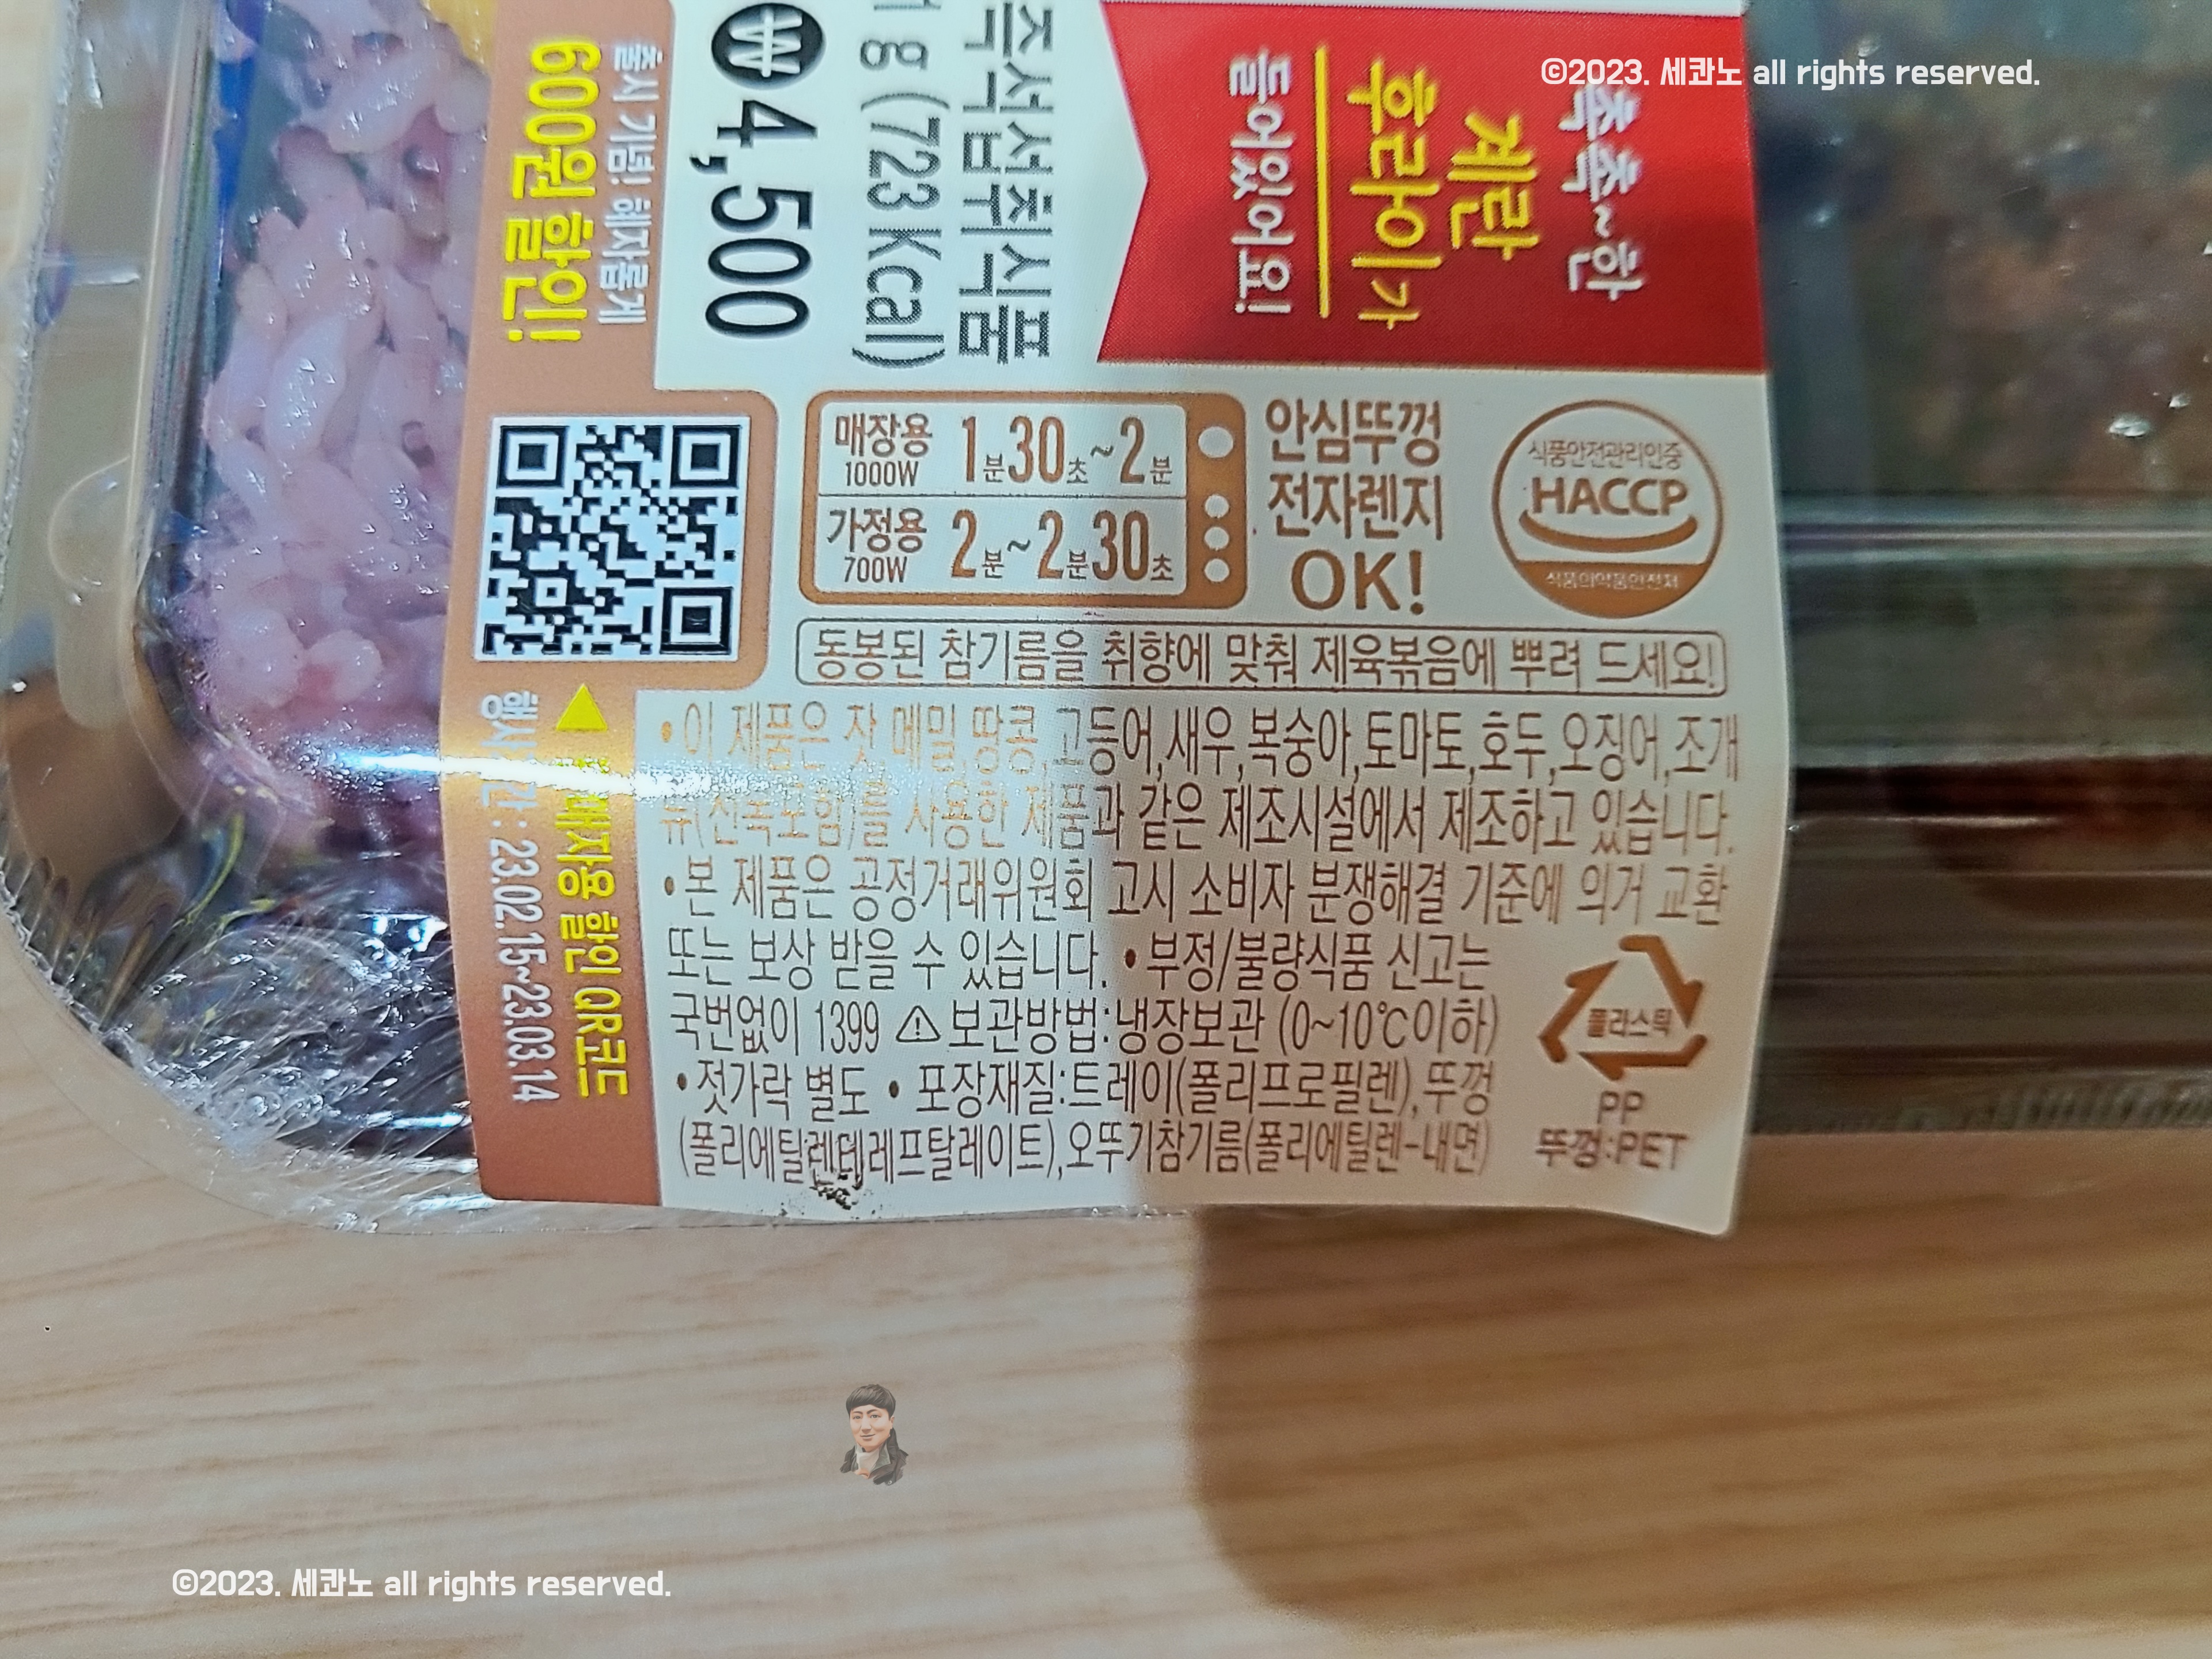 ©2023. 세콴노 all rights reserved.
촉촉~한
계란
후라이가
들어있어요!
즉석섭취식품
g (723 Kcal)
₩ 4,500
출시 기념! 혜자롭게
600원 할인!
매장용 1000W 1분30초~2분
가정용 700W 2분~2분30초
안심뚜껑
전자렌지
OK!
식품안전관리인증
HACCP
식품의약품안전처
동봉된 참기름을 취향에 맞춰 제육볶음에 뿌려 드세요!
• 이 제품은 잣,메밀,땅콩,고등어,새우,복숭아,토마토,호두,오징어,조개
류(전복포함)를 사용한 제품과 같은 제조시설에서 제조하고 있습니다.
• 본 제품은 공정거래위원회 고시 소비자 분쟁해결 기준에 의거 교환
또는 보상 받을 수 있습니다. • 부정/불량식품 신고는
국번없이 1399 ⚠보관방법:냉장보관 (0~10℃이하)
• 젓가락 별도 • 포장재질:트레이(폴리프로필렌),뚜껑
(폴리에틸렌테레프탈레이트),오뚜기참기름(폴리에틸렌-내면)
플라스틱
PP
뚜껑:PET
매장용 할인 QR코드
행사기간 : 23.02.15~23.03.14
©2023. 세콴노 all rights reserved.